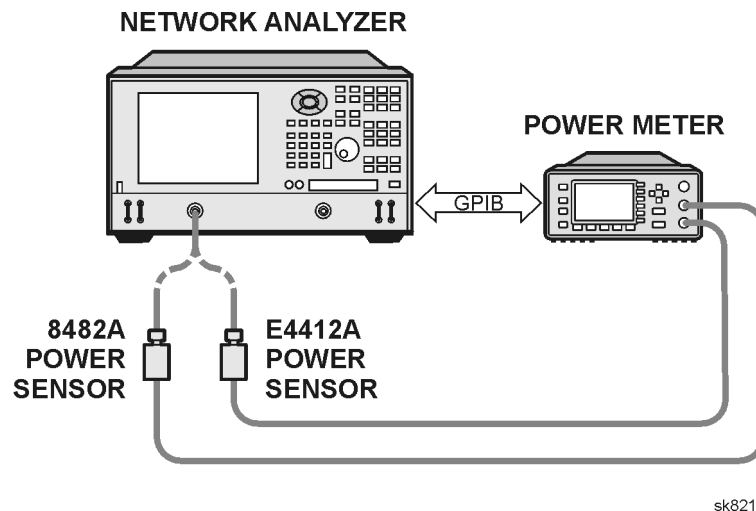 NETWORK ANALYZER
POWER METER
GPIB
8482A
POWER
SENSOR
E4412A
POWER
SENSOR
sk821